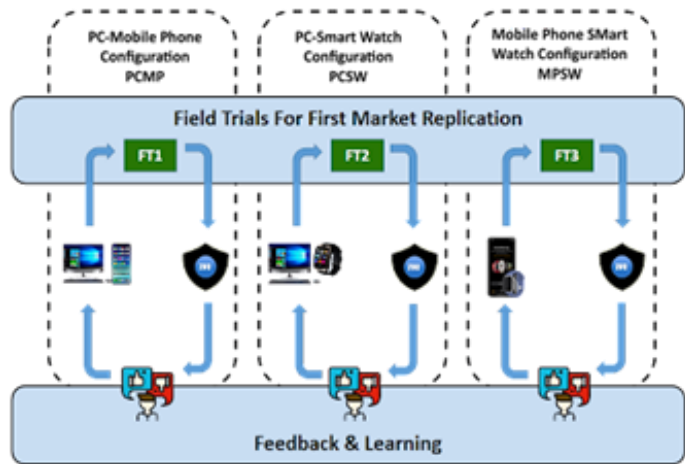 PC-Mobile Phone
Configuration
PCMP
PC-Smart Watch
Configuration
PCSW
Mobile Phone SMart
Watch Configuration
MPSW
Field Trials For First Market Replication
FT1
FT2
FT3
Feedback & Learning